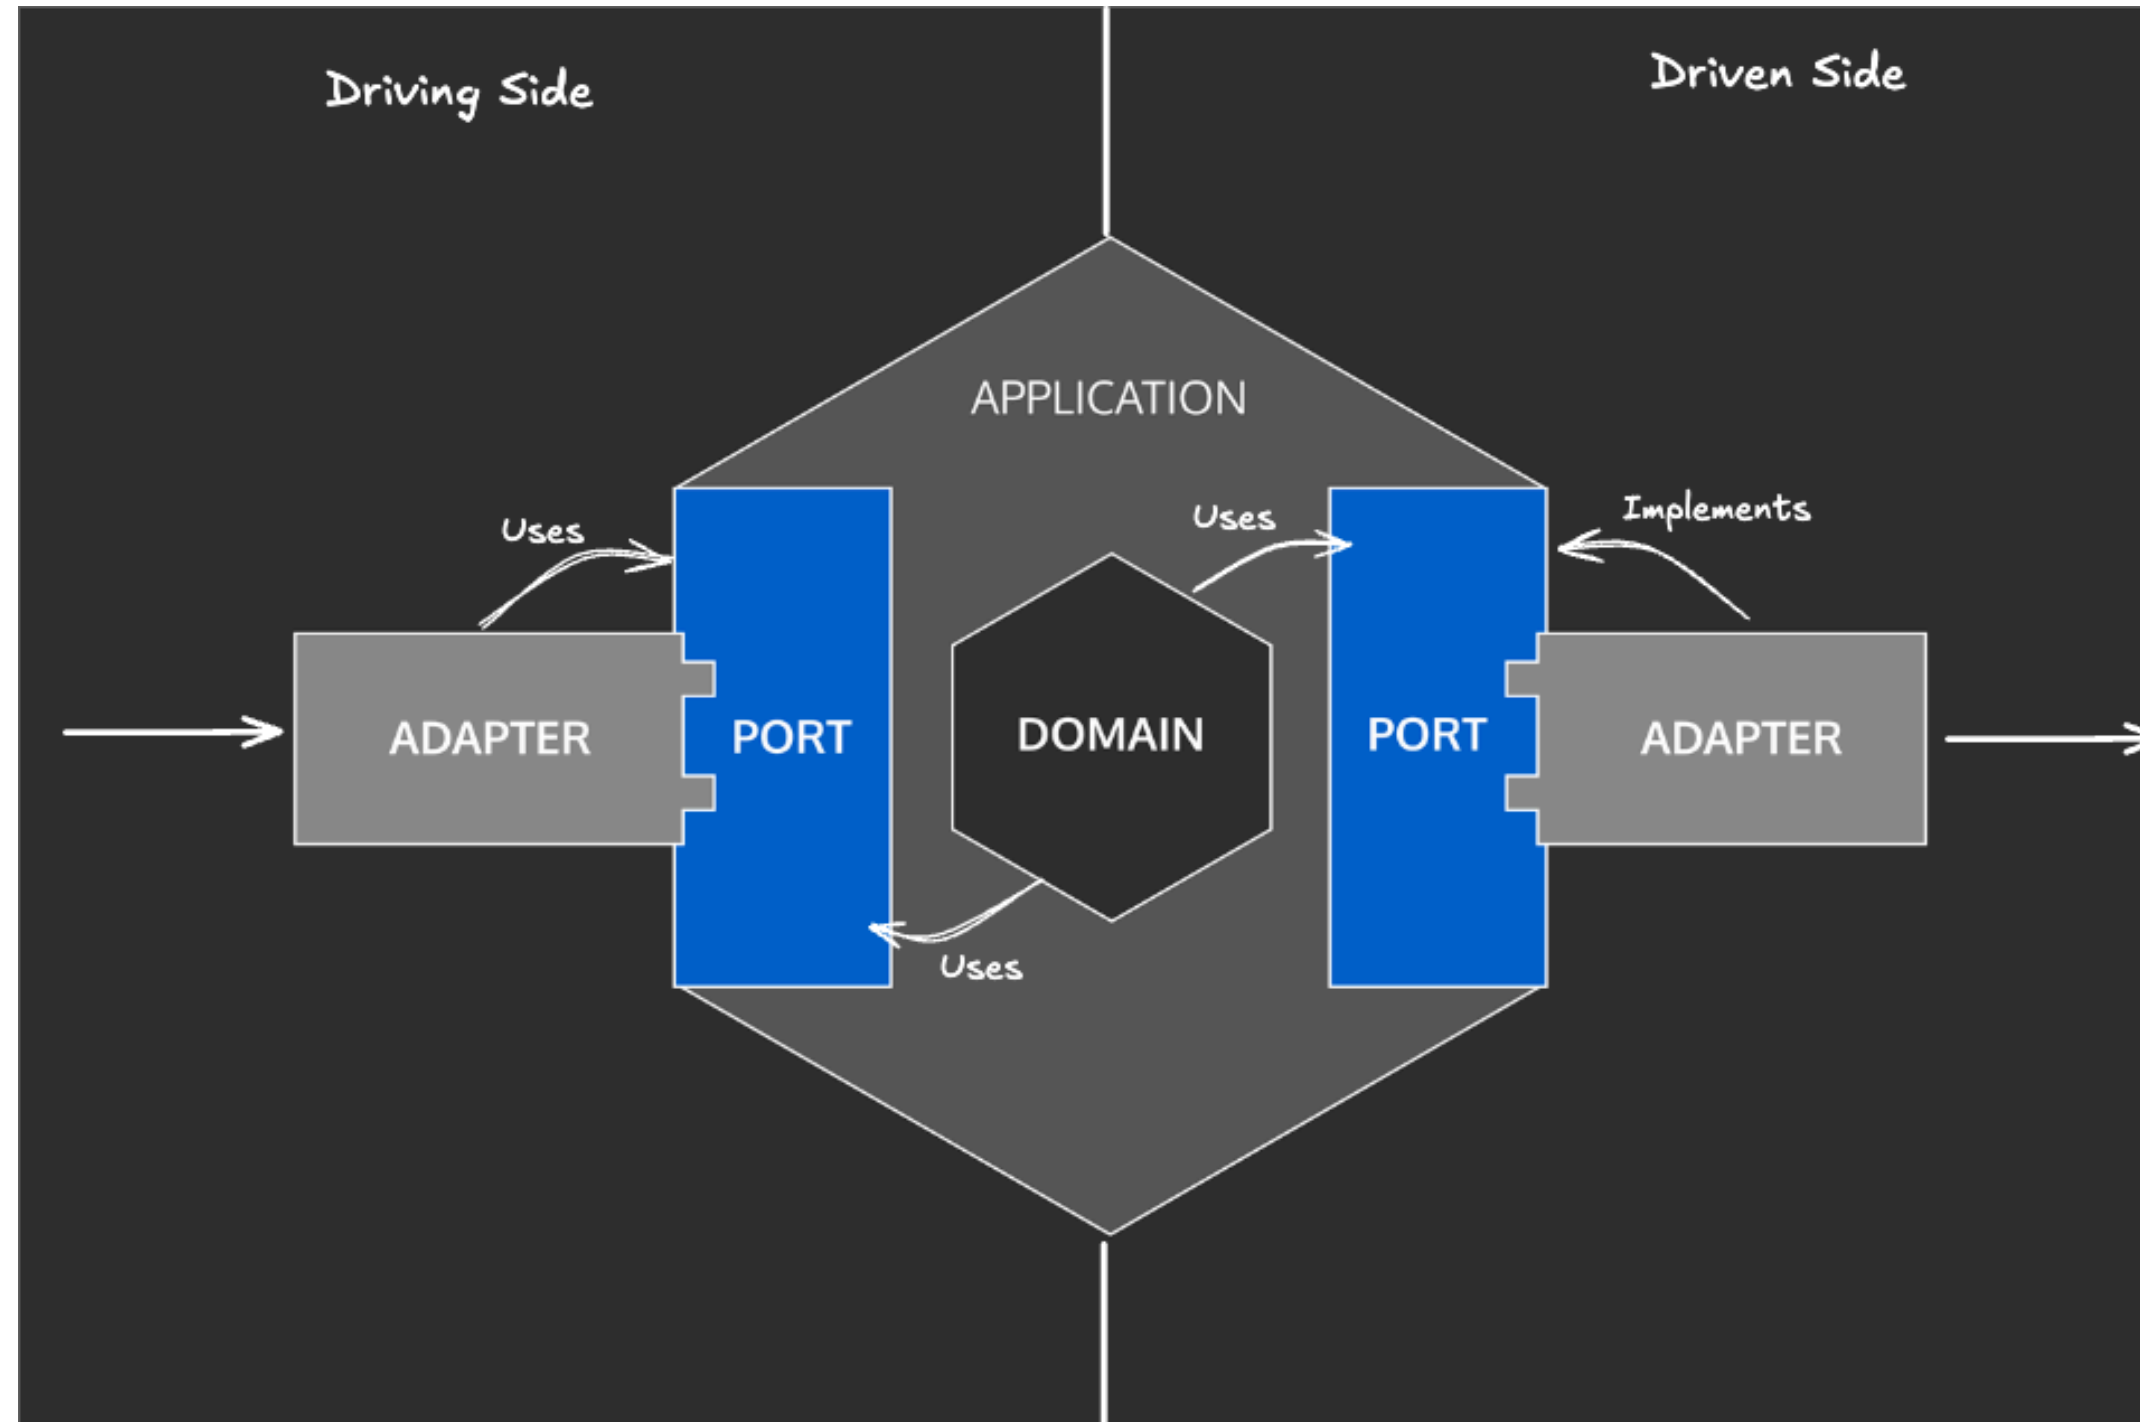 Driving Side
Driven Side
APPLICATION
Uses
Uses
Implements
ADAPTER
PORT
DOMAIN
PORT
ADAPTER
Uses